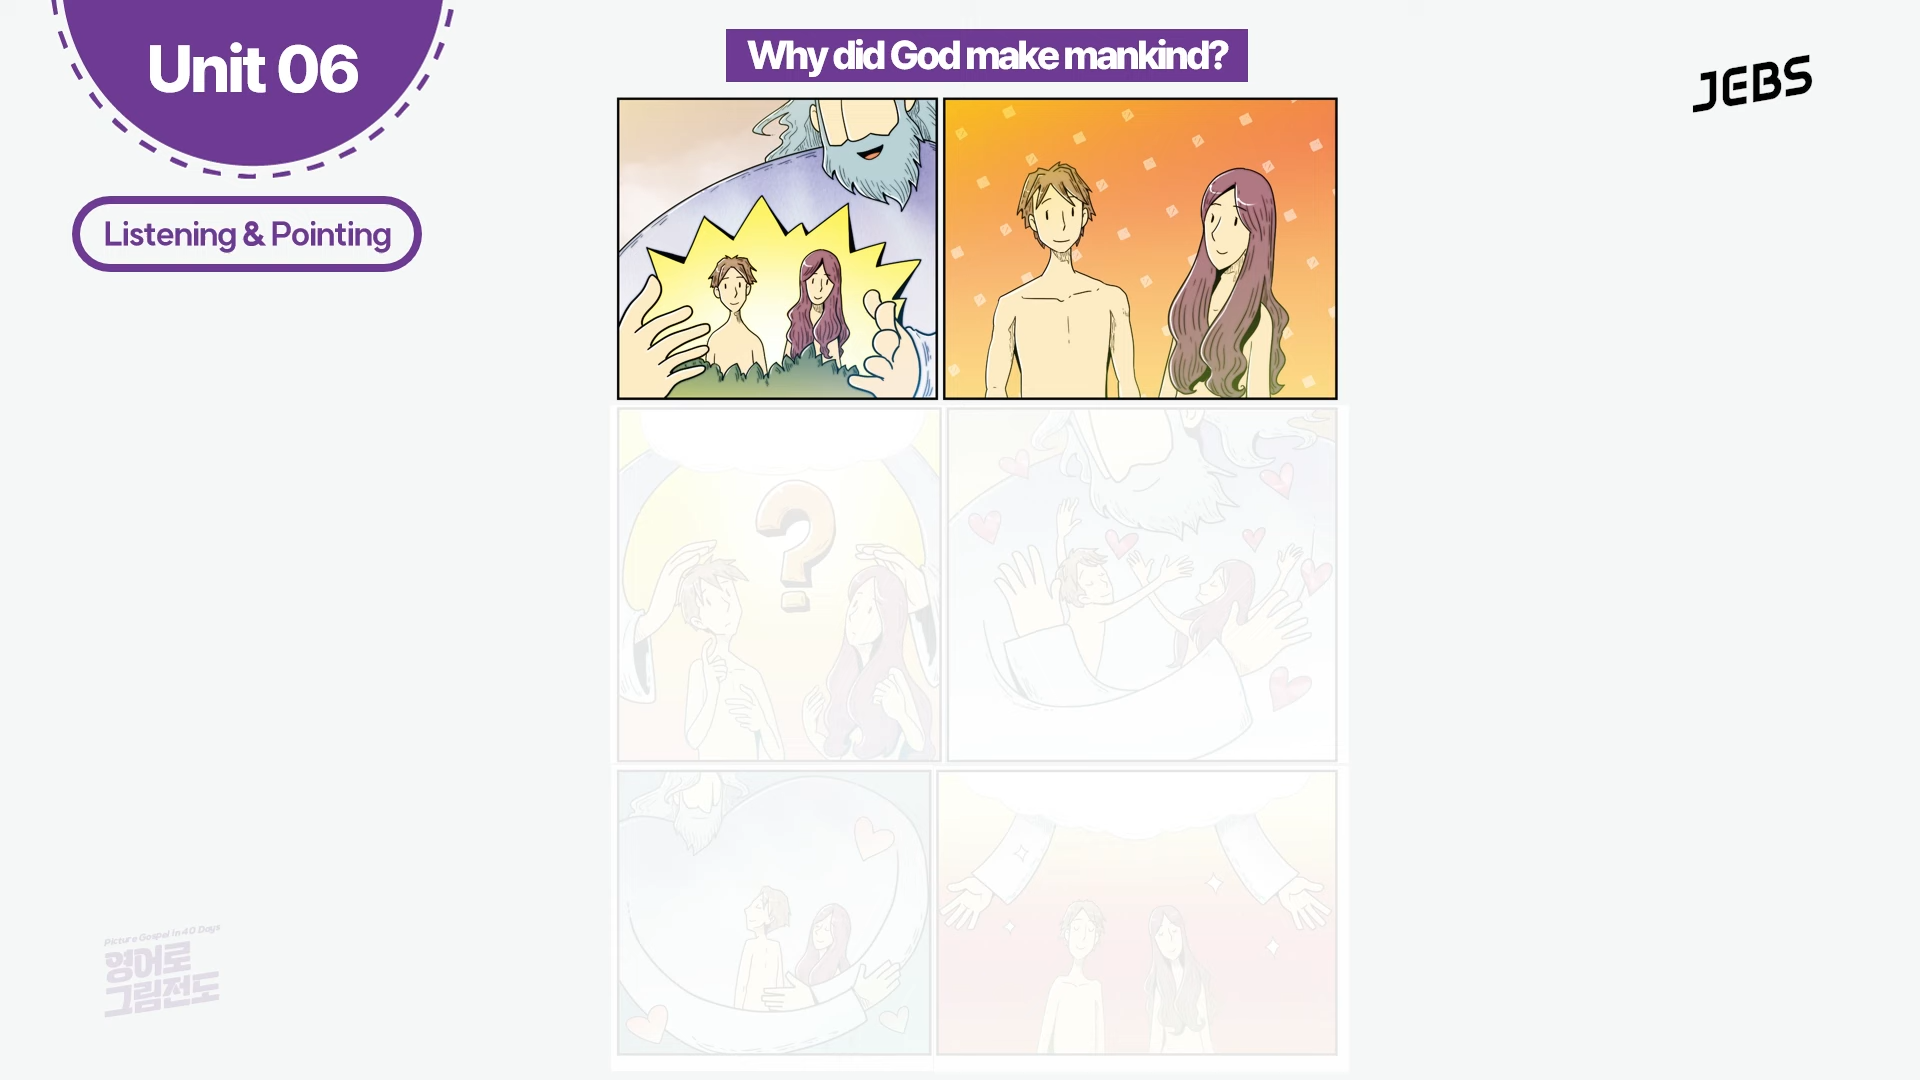 Unit 06
Why did God make mankind?
JEBS
Listening & Pointing
Picture Gospel in 40 Days
영어로
그림전도